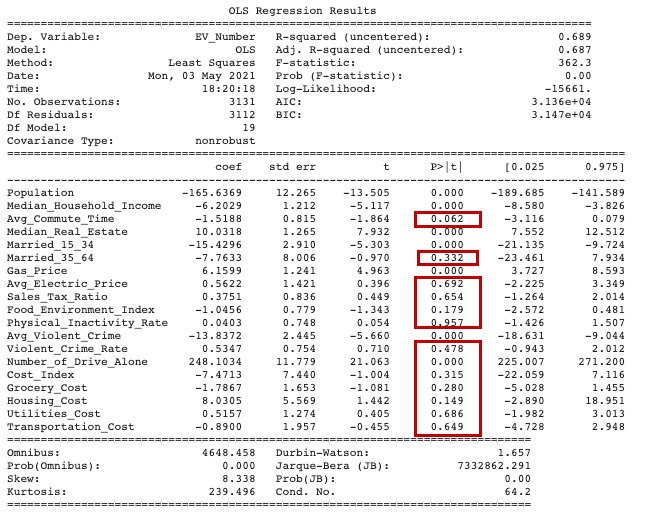 OLS Regression Results
==============================================================================
Dep. Variable: EV_Number R-squared (uncentered): 0.689
Model: OLS Adj. R-squared (uncentered): 0.687
Method: Least Squares F-statistic: 362.3
Date: Mon, 03 May 2021 Prob (F-statistic): 0.00
Time: 18:20:18 Log-Likelihood: -15661.
No. Observations: 3131 AIC: 3.136e+04
Df Residuals: 3112 BIC: 3.147e+04
Df Model: 19
Covariance Type: nonrobust
==============================================================================
coef std err t P>|t| [0.025 0.975]
------------------------------------------------------------------------------
Population -165.6369 12.265 -13.505 0.000 -189.685 -141.589
Median_Household_Income -6.2029 1.212 -5.117 0.000 -8.580 -3.826
Avg_Commute_Time -1.5188 0.815 -1.864 0.062 -3.116 0.079
Median_Real_Estate 10.0318 1.265 7.932 0.000 7.552 12.512
Married_15_34 -15.4296 2.910 -5.303 0.000 -21.135 -9.724
Married_35_64 -7.7633 8.006 -0.970 0.332 -23.461 7.934
Gas_Price 6.1599 1.241 4.963 0.000 3.727 8.593
Avg_Electric_Price 0.5622 1.421 0.396 0.692 -2.225 3.349
Sales_Tax_Ratio 0.3751 0.836 0.449 0.654 -1.264 2.014
Food_Environment_Index -1.0456 0.779 -1.343 0.179 -2.572 0.481
Physical_Inactivity_Rate 0.0403 0.748 0.054 0.957 -1.426 1.507
Avg_Violent_Crime -13.8372 2.445 -5.660 0.000 -18.631 -9.044
Violent_Crime_Rate 0.5347 0.754 0.710 0.478 -0.943 2.012
Number_of_Drive_Alone 248.1034 11.779 21.063 0.000 225.007 271.200
Cost_Index -7.4713 7.440 -1.004 0.315 -22.059 7.116
Grocery_Cost -1.7867 1.653 -1.081 0.280 -5.028 1.455
Housing_Cost 8.0305 5.569 1.442 0.149 -2.890 18.951
Utilities_Cost 0.5157 1.274 0.405 0.686 -1.982 3.013
Transportation_Cost -0.8900 1.957 -0.455 0.649 -4.728 2.948
==============================================================================
Omnibus: 4648.458 Durbin-Watson: 1.657
Prob(Omnibus): 0.000 Jarque-Bera (JB): 7332862.291
Skew: 8.338 Prob(JB): 0.00
Kurtosis: 239.496 Cond. No. 64.2
==============================================================================